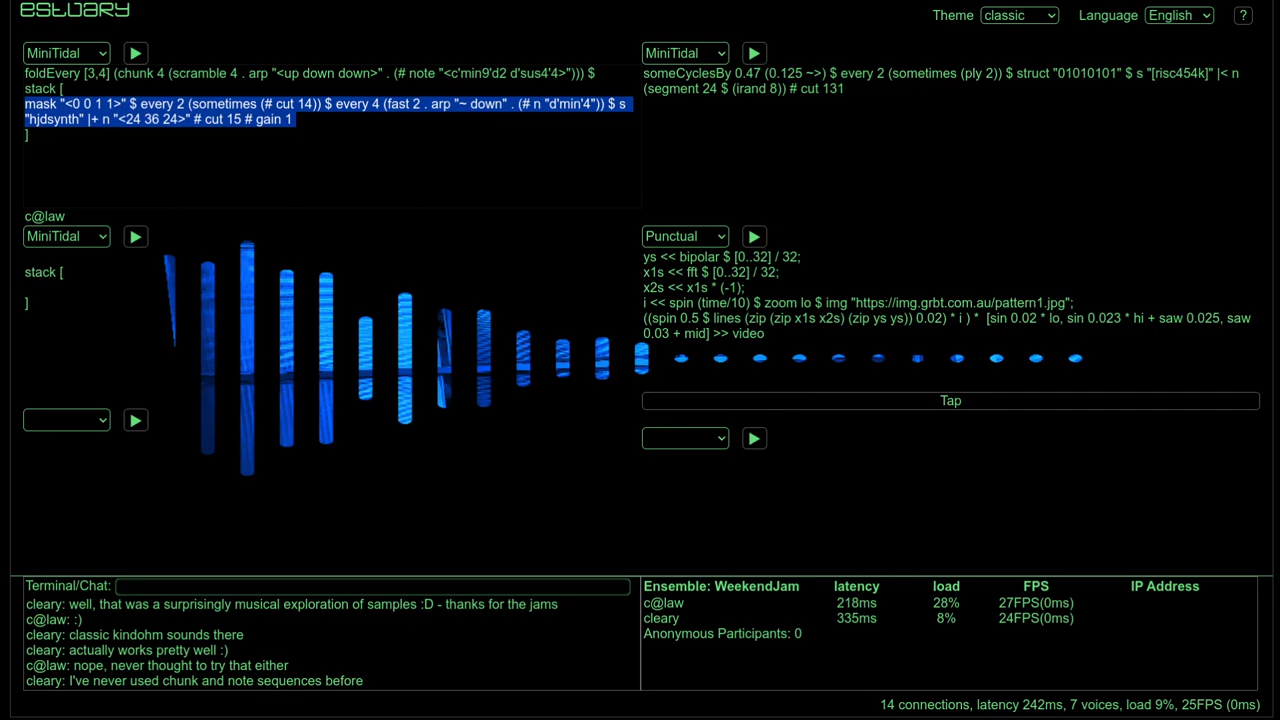 estuary
Theme classic Language English ?
MiniTidal
foldEvery [3,4] (chunk 4 (scramble 4 . arp "<up down down>" . (# note "<c'min9'd2 d'sus4'4>"))) $
stack [
mask "<0 0 1 1>" $ every 2 (sometimes (# cut 14)) $ every 4 (fast 2 . arp "~ down" . (# n "d'min'4")) $ s
"hjdsynth" |+ n "<24 36 24>" # cut 15 # gain 1
]
c@law
MiniTidal
someCyclesBy 0.47 (0.125 ~>) $ every 2 (sometimes (ply 2)) $ struct "01010101" $ s "[risc454k]" |< n
(segment 24 $ (irand 8)) # cut 131
MiniTidal
stack [
]
Punctual
ys << bipolar $ [0..32] / 32;
x1s << fft $ [0..32] / 32;
x2s << x1s * (-1);
i << spin (time/10) $ zoom lo $ img "https://img.grbt.com.au/pattern1.jpg";
((spin 0.5 $ lines (zip (zip x1s x2s) (zip ys ys)) 0.02) * i ) *  [sin 0.02 * lo, sin 0.023 * hi + saw 0.025, saw
0.03 + mid] >> video
Tap
Terminal/Chat:
cleary: well, that was a surprisingly musical exploration of samples :D - thanks for the jams
c@law: :)
cleary: classic kindohm sounds there
cleary: actually works pretty well :)
c@law: nope, never thought to try that either
cleary: I've never used chunk and note sequences before
Ensemble: WeekendJam latency load FPS IP Address
c@law 218ms 28% 27FPS(0ms)
cleary 335ms 8% 24FPS(0ms)
Anonymous Participants: 0
14 connections, latency 242ms, 7 voices, load 9%, 25FPS (0ms)